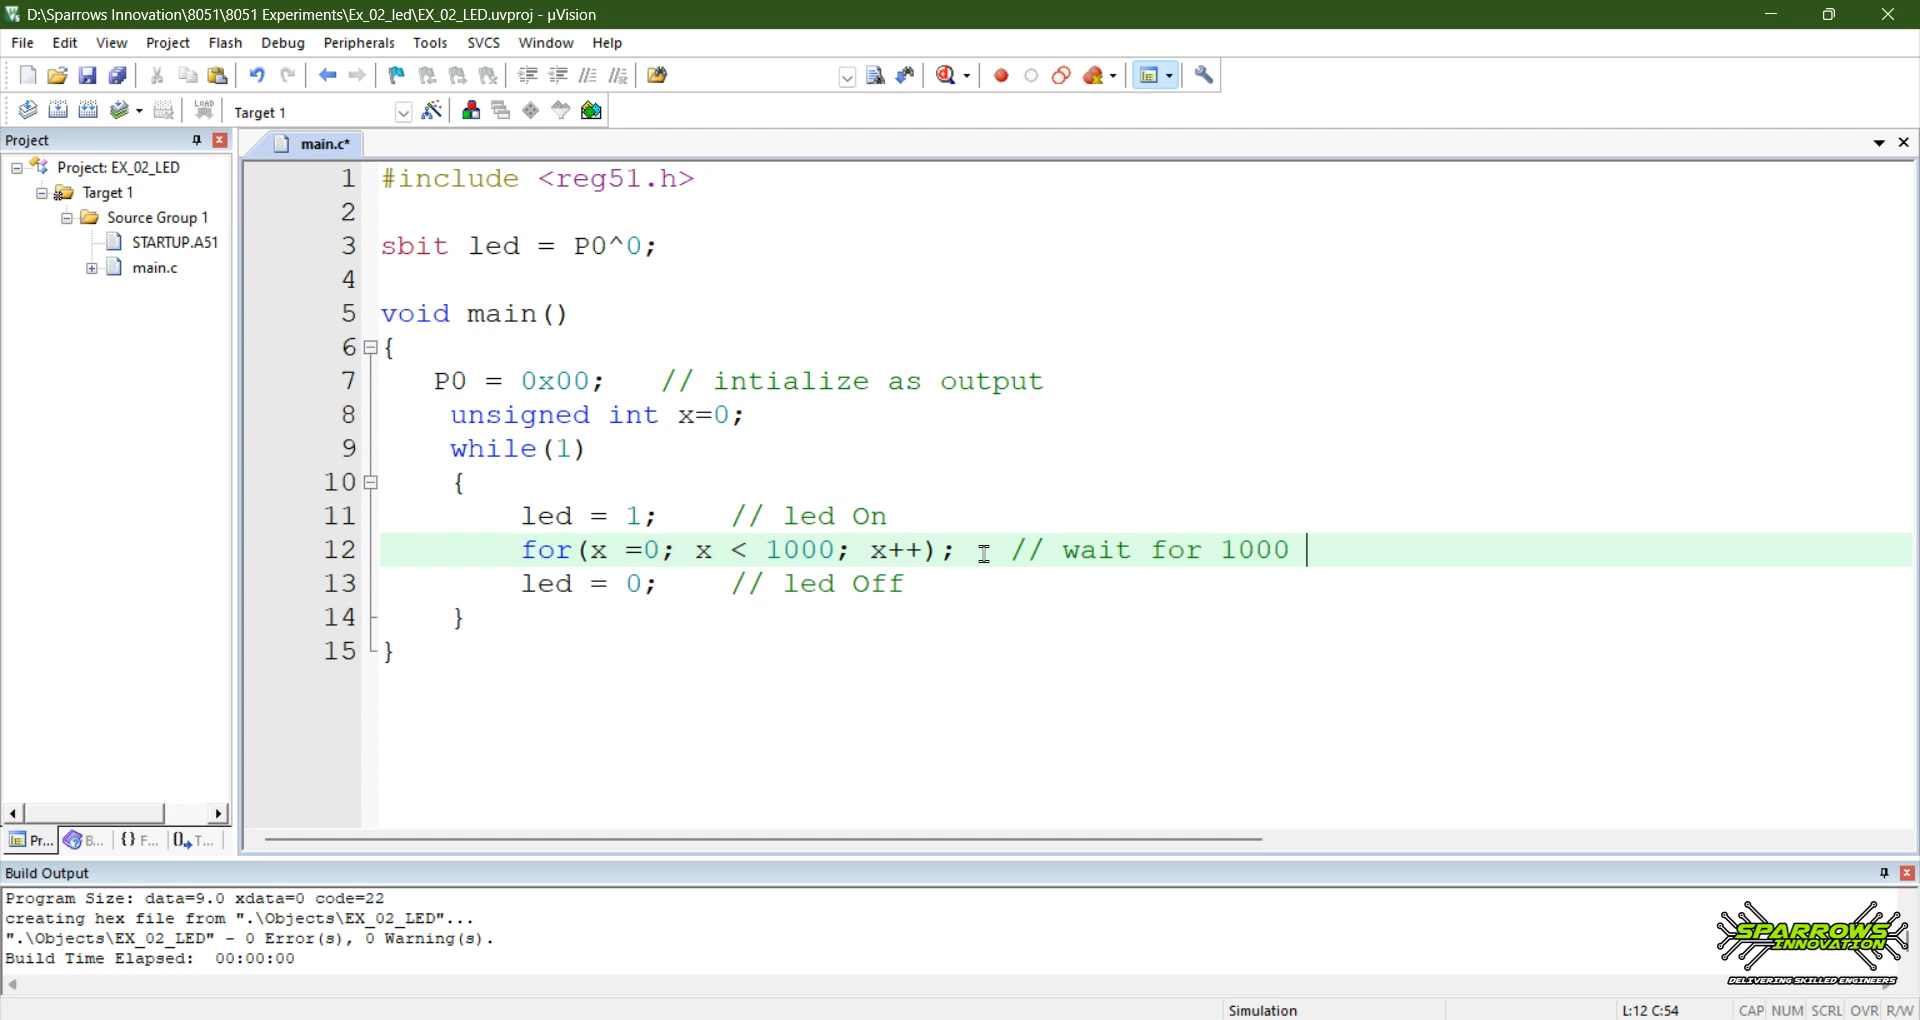 D:\Sparrows Innovation\8051\8051 Experiments\Ex_02_led\EX_02_LED.uvproj - µVision
File Edit View Project Flash Debug Peripherals Tools SVCS Window Help
LOAD Target 1
Project
main.c*
Project: EX_02_LED
Target 1
Source Group 1
STARTUP.A51
main.c
1 #include <reg51.h>
2
3 sbit led = P0^0;
4
5 void main()
6 {
7 P0 = 0x00; // intialize as output
8 unsigned int x=0;
9 while(1)
10 {
11 led = 1; // led On
12 for(x =0; x < 1000; x++); // wait for 1000
13 led = 0; // led Off
14 }
15 }
Pr... B... {} F... 0 T...
Build Output
Program Size: data=9.0 xdata=0 code=22
creating hex file from ".\Objects\EX_02_LED"...
".\Objects\EX_02_LED" - 0 Error(s), 0 Warning(s).
Build Time Elapsed: 00:00:00
SPARROWS
INNOVATION
DELIVERING SKILLED ENGINEERS
Simulation L:12 C:54 CAP NUM SCRL OVR R/W